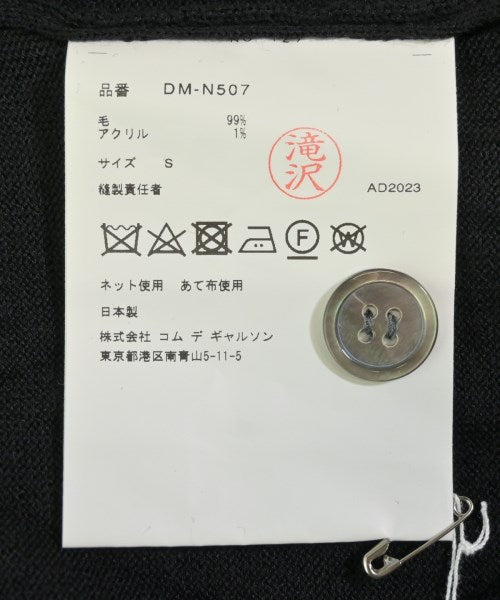 品番 DM-N507
毛 99%
アクリル 1%
サイズ S
滝沢
縫製責任者 AD2023
F W
ネット使用 あて布使用
日本製
株式会社 コム デ ギャルソン
東京都港区南青山5-11-5